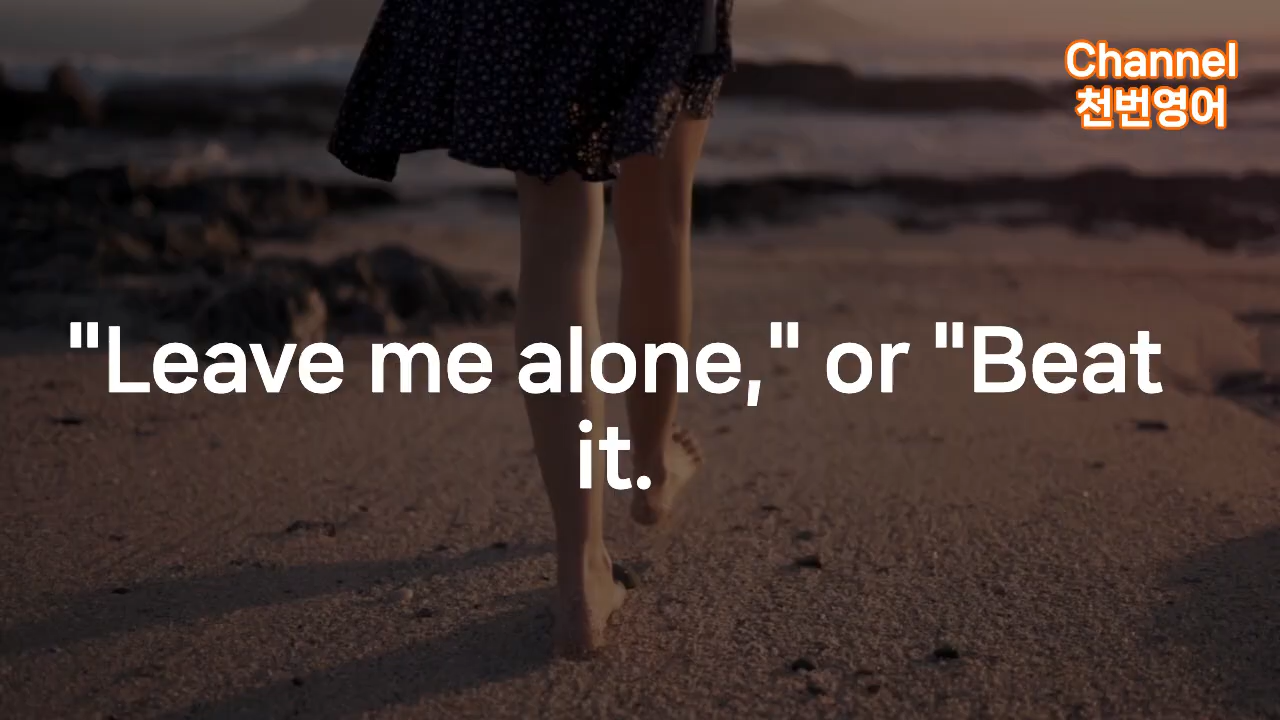 Channel
천번영어
"Leave me alone," or "Beat
it.